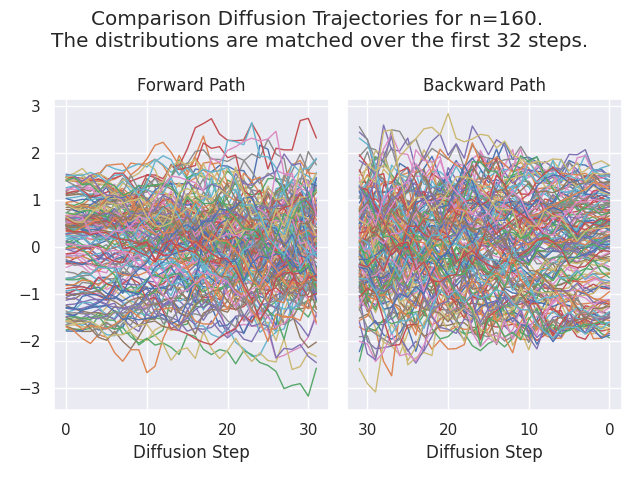 Comparison Diffusion Trajectories for n=160.
The distributions are matched over the first 32 steps.
Forward Path
Backward Path
3
2
1
0
−1
−2
−3
0 10 20 30
30 20 10 0
Diffusion Step
Diffusion Step